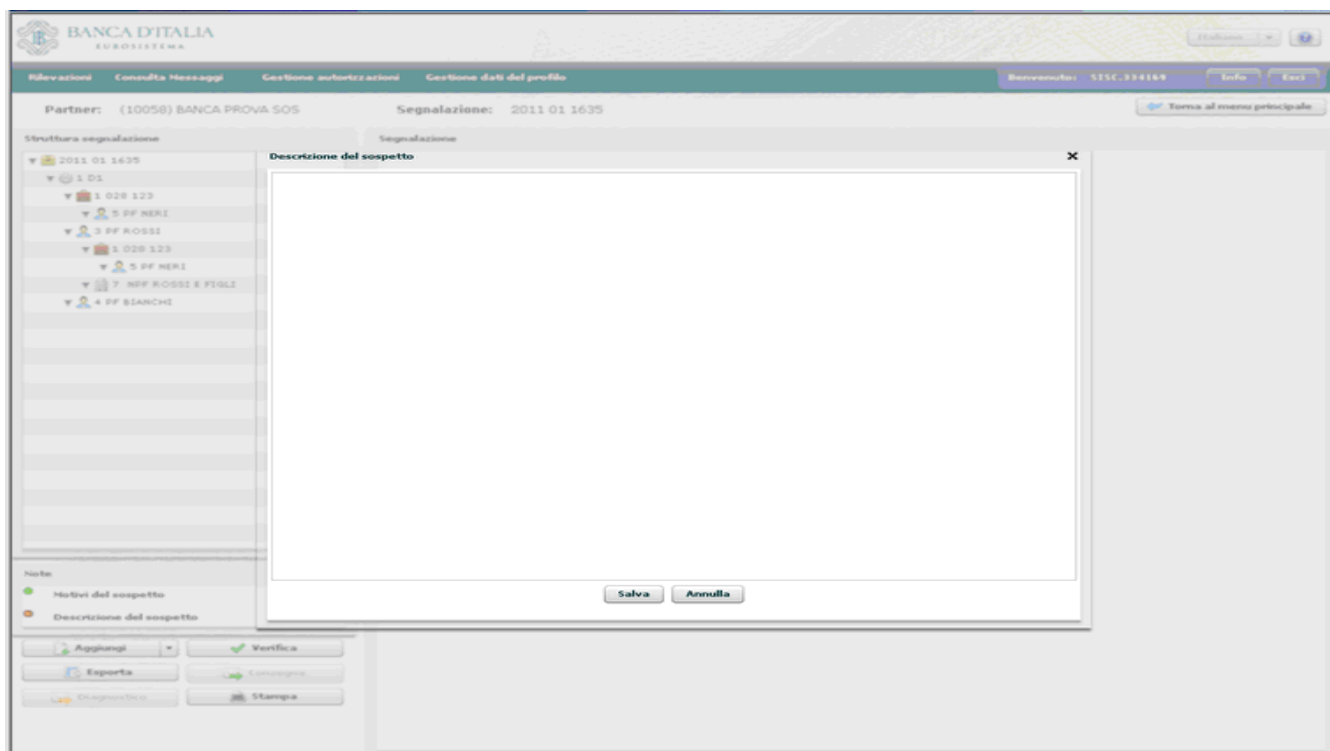 BANCA D'ITALIA
EUROSISTEMA
Italiano
Rilevazioni Consulta Messaggi Gestione autorizzazioni Gestione dati del profilo Benvenuto: SISC.334169 Info Esci
Partner: (10058) BANCA PROVA SOS Segnalazione: 2011 01 1635 Torna al menu principale
Struttura segnalazione Segnalazione
2011 01 1635
Descrizione del sospetto
1 D1
1 028 123
5 PF NERI
3 PF ROSSI
1 028 123
5 PF NERI
7 NPF ROSSI E FIGLI
4 PF BIANCHI
Note
Motivi del sospetto
Descrizione del sospetto
Salva Annulla
Aggiungi Verifica
Esporta Consegna
Diagnostico Stampa